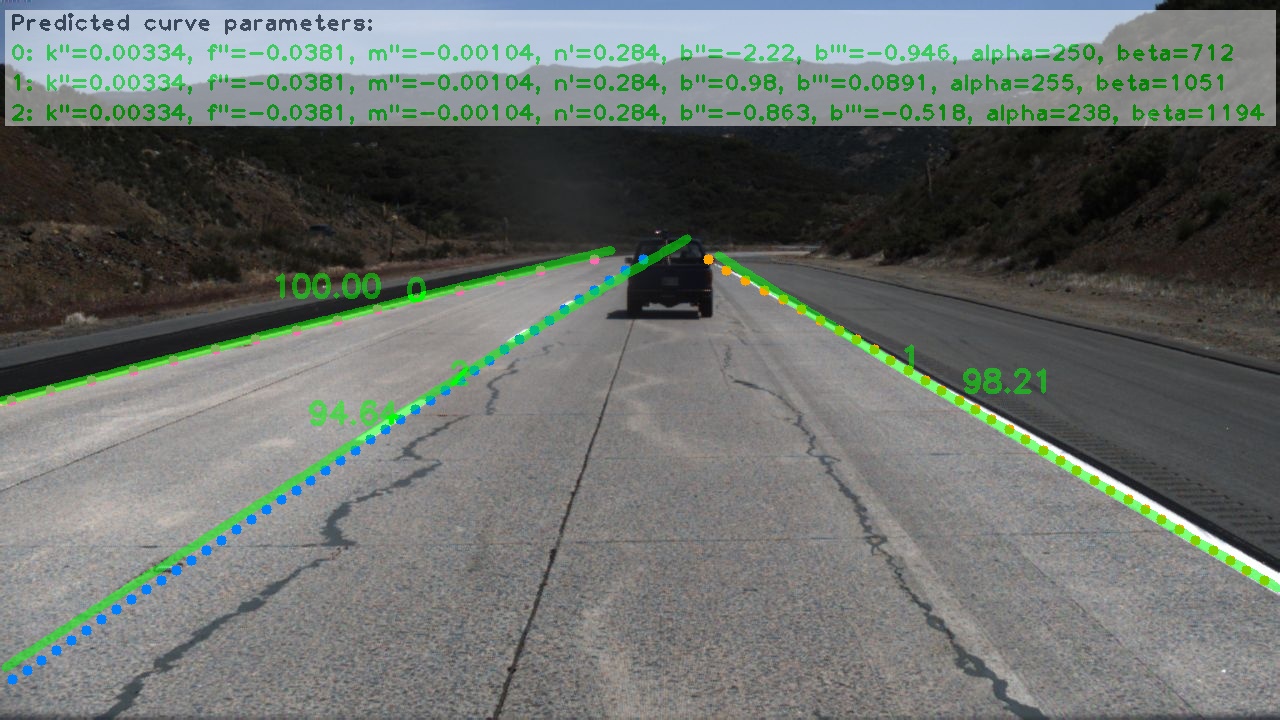 Predicted curve parameters:
0: k''=0.00334, f''=−0.0381, m''=−0.00104, n'=0.284, b''=−2.22, b'''=−0.946, alpha=250, beta=712
1: k''=0.00334, f''=−0.0381, m''=−0.00104, n'=0.284, b''=0.98, b'''=0.0891, alpha=255, beta=1051
2: k''=0.00334, f''=−0.0381, m''=−0.00104, n'=0.284, b''=−0.863, b'''=−0.518, alpha=238, beta=1194
100.00 0
2 1
98.21
94.64